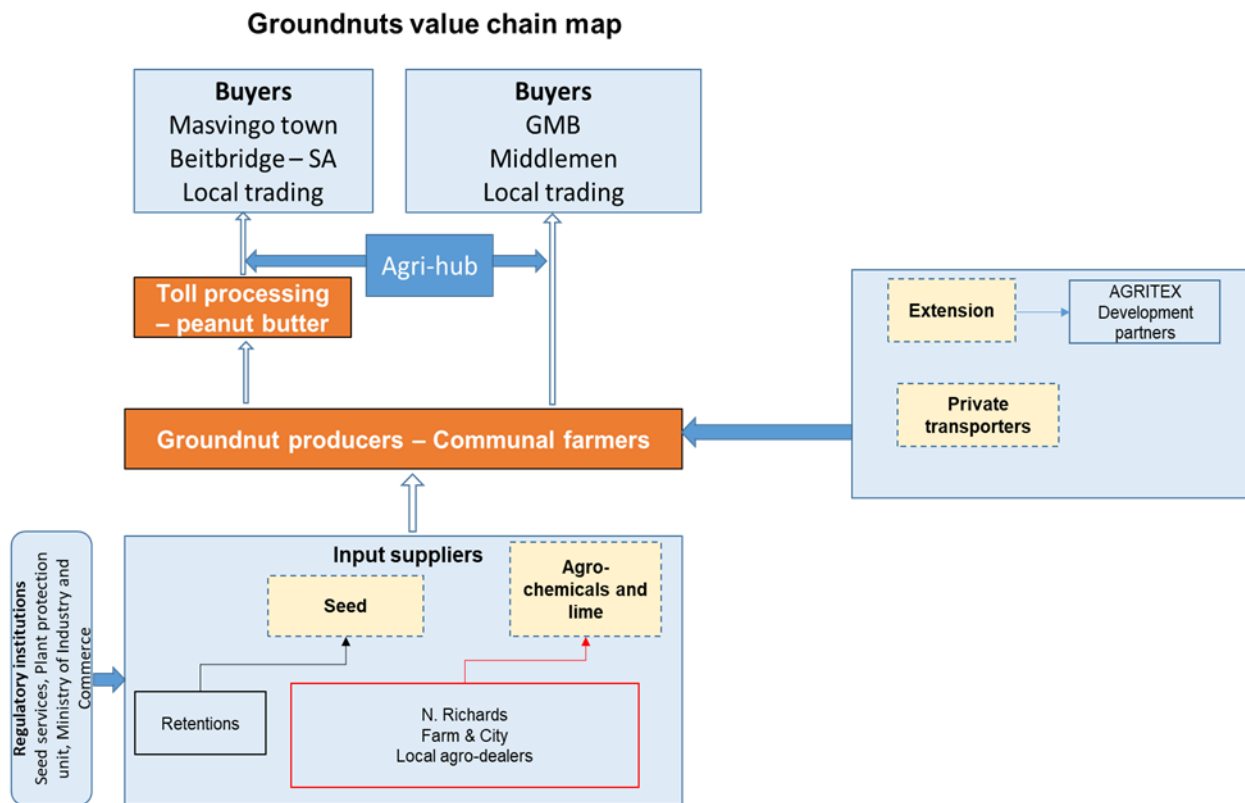 Groundnuts value chain map
Buyers
Masvingo town
Beitbridge – SA
Local trading
Buyers
GMB
Middlemen
Local trading
Agri-hub
Toll processing
– peanut butter
Extension
AGRITEX
Development
partners
Private
transporters
Groundnut producers – Communal farmers
Regulatory institutions
Seed services, Plant protection
unit, Ministry of Industry and
Commerce
Input suppliers
Seed
Agro-
chemicals and
lime
Retentions
N. Richards
Farm & City
Local agro-dealers